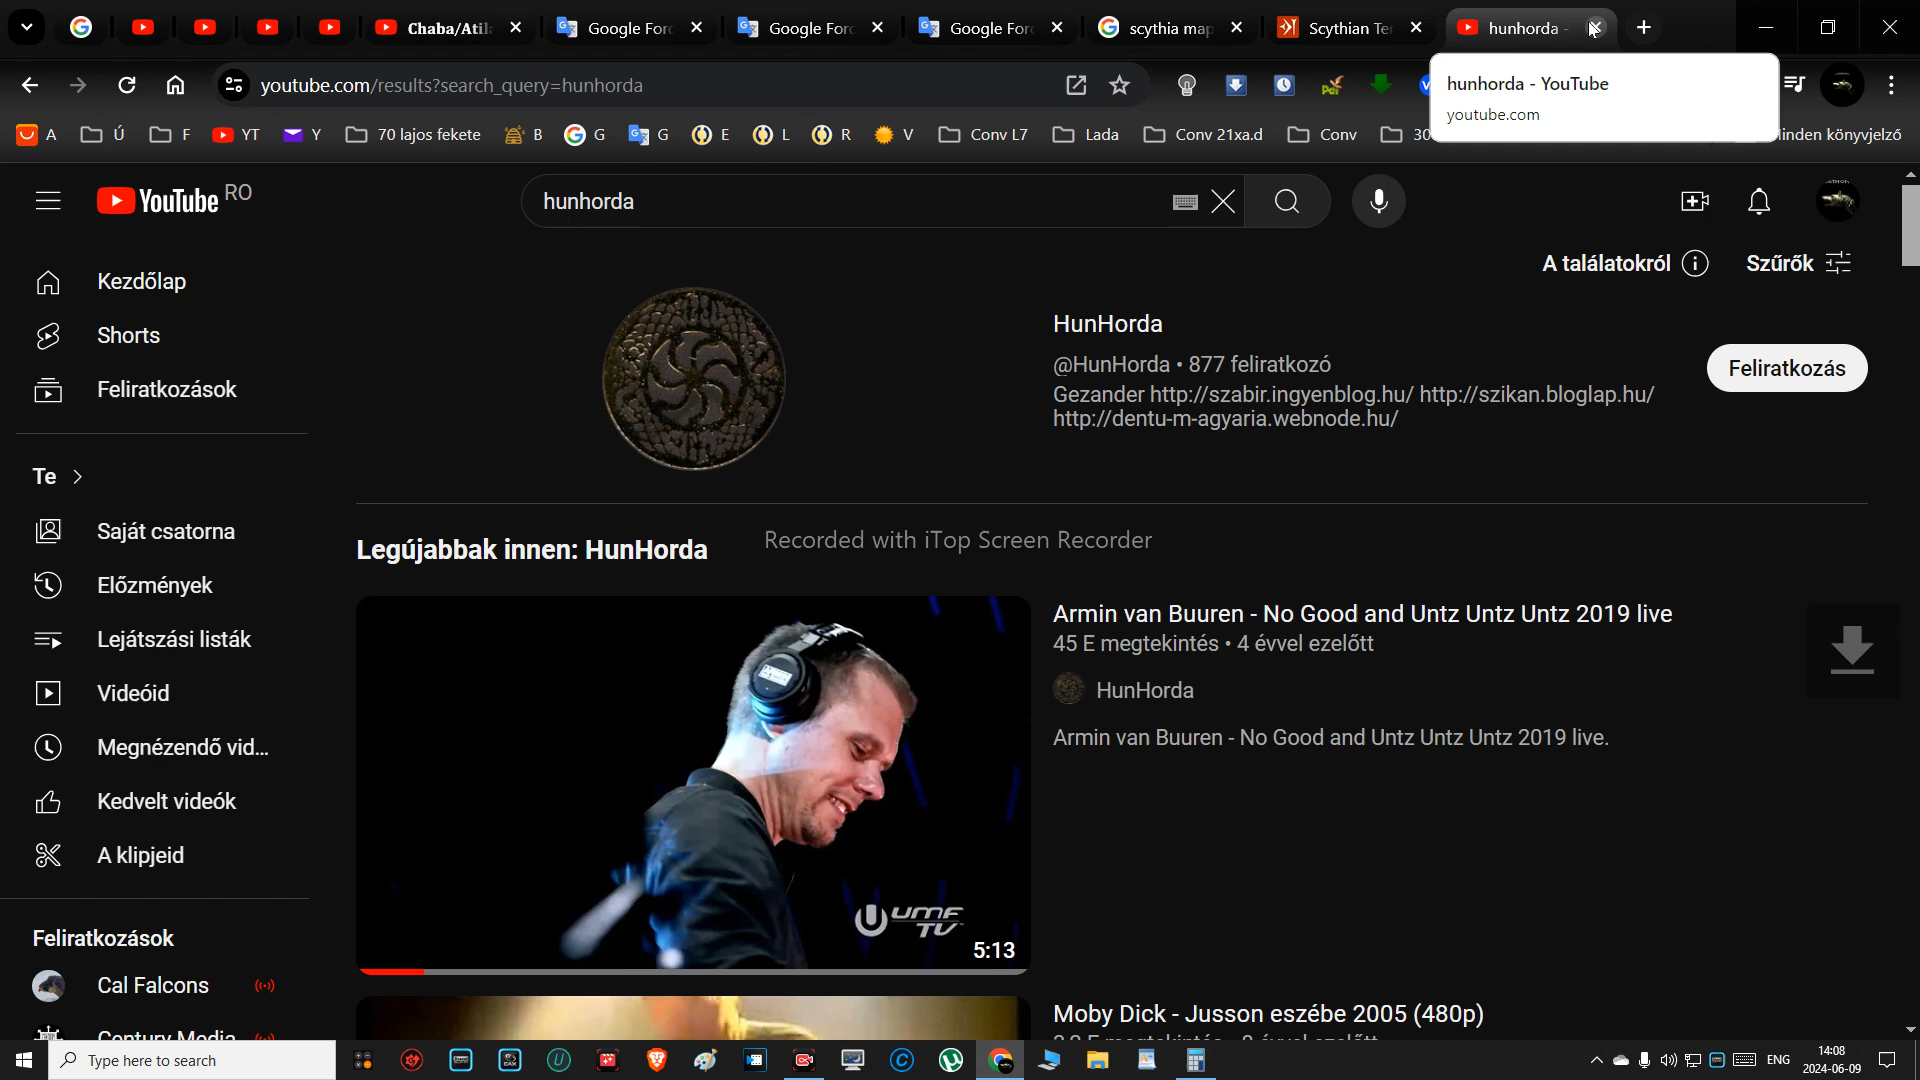 Chaba/Atil
Google For
Google For
Google For
scythia map
Scythian Te
hunhorda -
youtube.com/results?search_query=hunhorda
hunhorda - YouTube
youtube.com
A
Ú
F
YT
Y
70 lajos fekete
B
G
G
E
L
R
V
Conv L7
Lada
Conv 21xa.d
Conv
30
inden könyvjelző
YouTube RO
hunhorda
A találatokról
Szűrők
Kezdőlap
Shorts
Feliratkozások
Te
Saját csatorna
Előzmények
Lejátszási listák
Videóid
Megnézendő vid...
Kedvelt videók
A klipjeid
Feliratkozások
Cal Falcons
Century Media
HunHorda
@HunHorda • 877 feliratkozó
Gezander http://szabir.ingyenblog.hu/ http://szikan.bloglap.hu/
http://dentu-m-agyaria.webnode.hu/
Feliratkozás
Legújabbak innen: HunHorda
Recorded with iTop Screen Recorder
UMF
TV
5:13
Armin van Buuren - No Good and Untz Untz Untz 2019 live
45 E megtekintés • 4 évvel ezelőtt
HunHorda
Armin van Buuren - No Good and Untz Untz Untz 2019 live.
Moby Dick - Jusson eszébe 2005 (480p)
Type here to search
ENG
14:08
2024-06-09